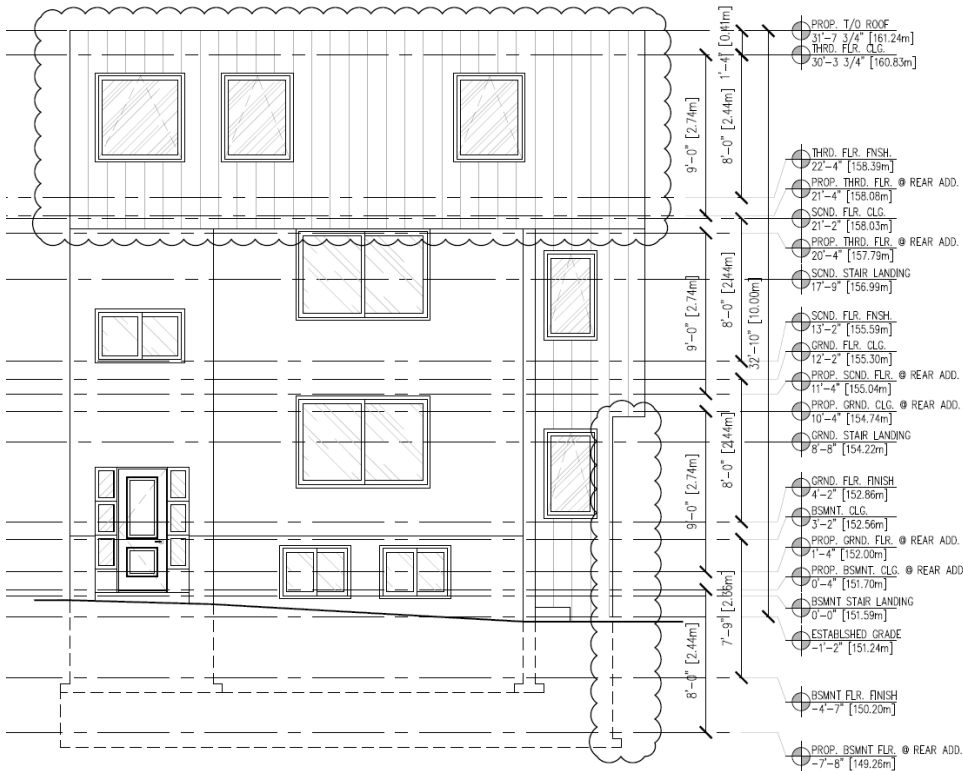 PROP. T/O ROOF
31'-7 3/4" [161.24m]
THRD. FLR. CLG.
30'-3 3/4" [160.83m]
THRD. FLR. FNSH.
22'-4" [158.39m]
PROP. THRD. FLR. @ REAR ADD.
21'-4" [158.08m]
SCND. FLR. CLG.
21'-2" [158.03m]
PROP. THRD. FLR. @ REAR ADD.
20'-4" [157.79m]
SCND. STAIR LANDING
17'-9" [156.99m]
SCND. FLR. FNSH.
13'-2" [155.59m]
GRND. FLR. CLG.
12'-2" [155.30m]
PROP. SCND. FLR. @ REAR ADD.
11'-4" [155.04m]
PROP. GRND. CLG. @ REAR ADD.
10'-4" [154.74m]
GRND. STAIR LANDING
8'-8" [154.22m]
GRND. FLR. FINISH
4'-2" [152.86m]
BSMNT. CLG.
3'-2" [152.56m]
PROP. GRND. FLR. @ REAR ADD.
1'-4" [152.00m]
PROP. BSMNT. CLG. @ REAR ADD
0'-4" [151.70m]
BSMNT STAIR LANDING
0'-0" [151.59m]
ESTABLSHED GRADE
-1'-2" [151.24m]
BSMNT FLR. FINISH
-4'-7" [150.20m]
PROP. BSMNT FLR. @ REAR ADD.
-7'-8" [149.26m]
1'-4" [0.41m]
8'-0" [2.44m]
9'-0" [2.74m]
8'-0" [2.44m]
9'-0" [2.74m]
32'-10" [10.00m]
8'-0" [2.44m]
9'-0" [2.74m]
7'-9" [2.36m]
8'-0" [2.44m]